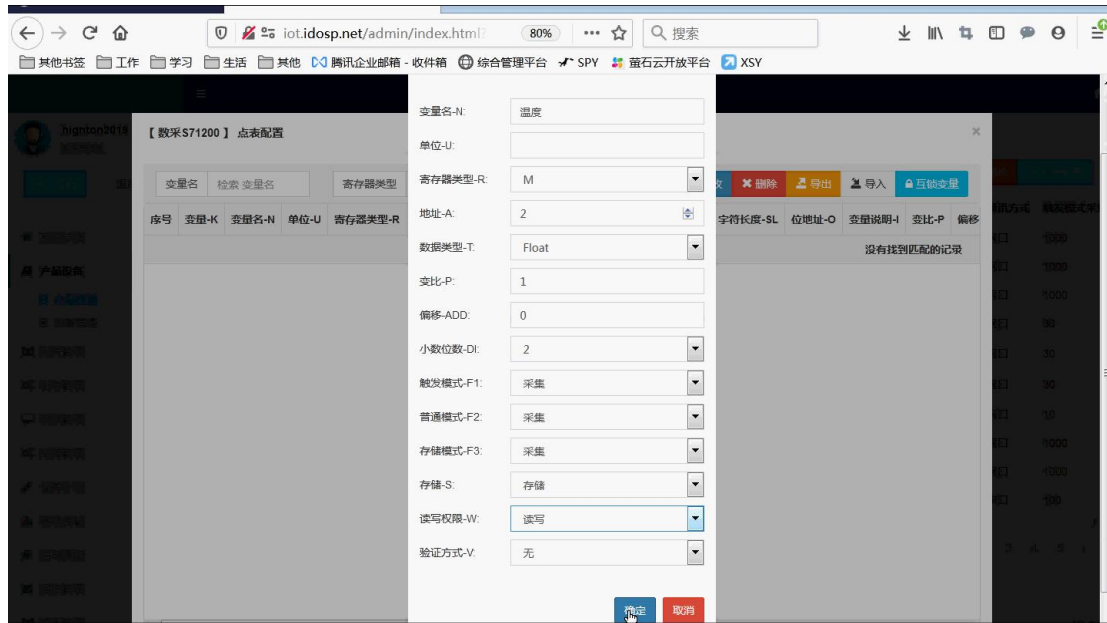 iot.idosp.net/admin/index.html?
80%
搜索
其他书签 工作 学习 生活 其他 腾讯企业邮箱 - 收件箱 综合管理平台 SPY 萤石云开放平台 XSY
hignton2019
【 数采S71200 】 点表配置
×
变量名 检索 变量名 寄存器类型 删除 导出 导入 互锁变量
序号 变量-K 变量名-N 单位-U 寄存器类型-R 字符长度-SL 位地址-O 变量说明-I 变比-P 偏移
没有找到匹配的记录
产品设备
变量名-N: 温度
单位-U:
寄存器类型-R: M
地址-A: 2
数据类型-T: Float
变比-P: 1
偏移-ADD: 0
小数位数-DI: 2
触发模式-F1: 采集
普通模式-F2: 采集
存储模式-F3: 采集
存储-S: 存储
读写权限-W: 读写
验证方式-V: 无
确定 取消